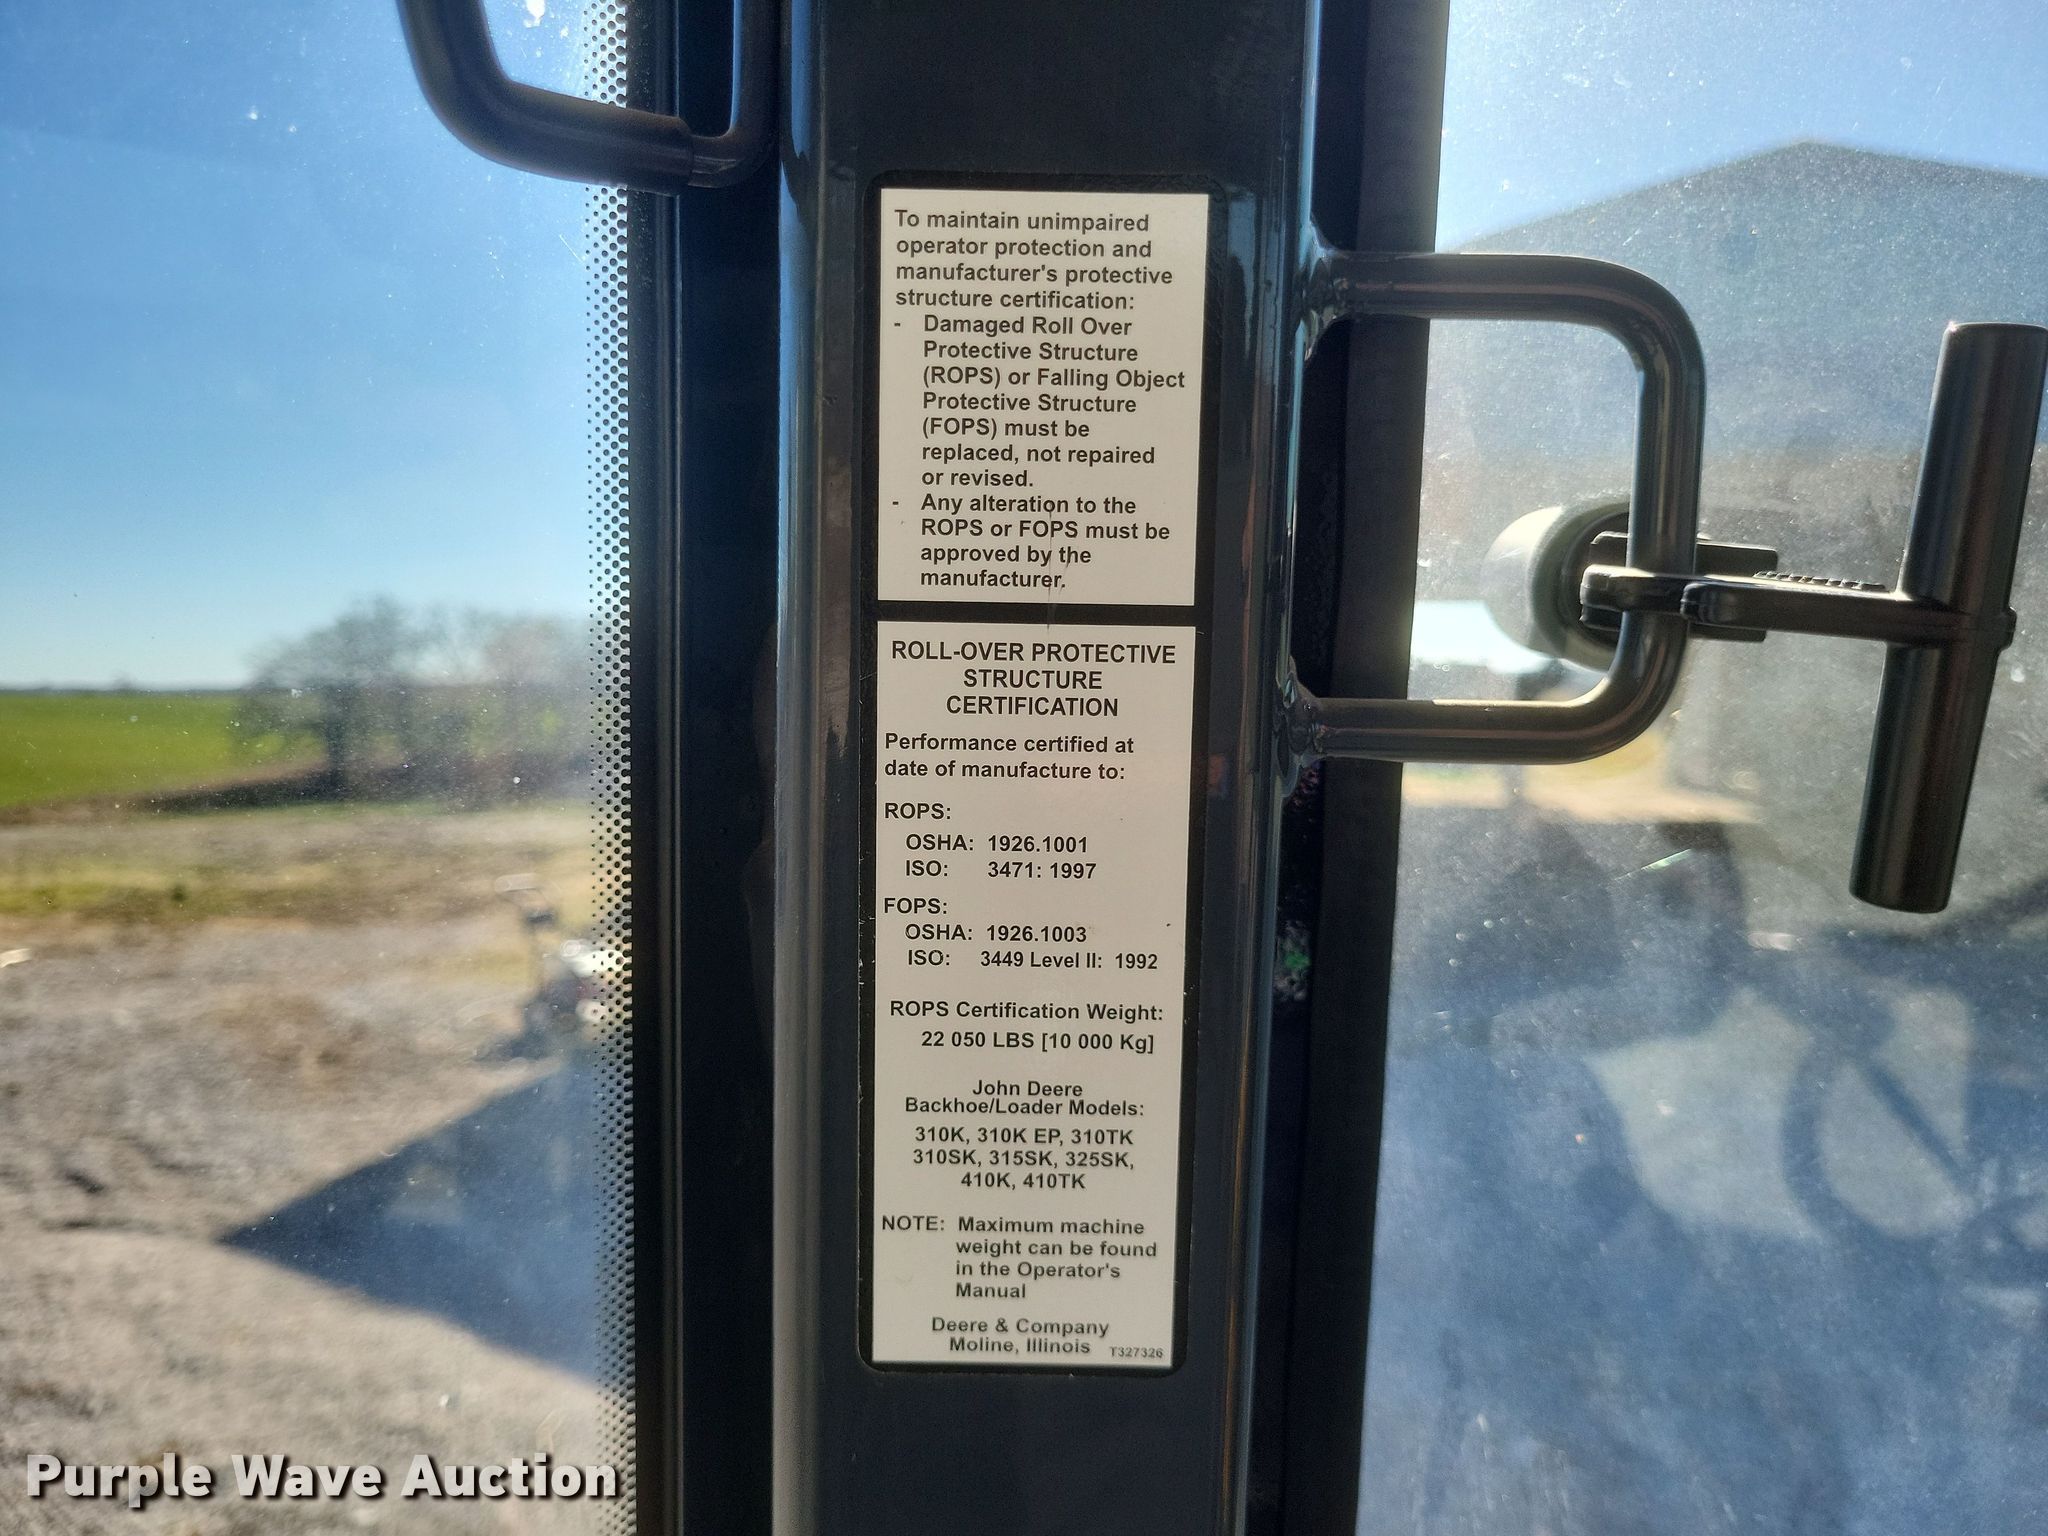 To maintain unimpaired
operator protection and
manufacturer's protective
structure certification:
- Damaged Roll Over
Protective Structure
(ROPS) or Falling Object
Protective Structure
(FOPS) must be
replaced, not repaired
or revised.
- Any alteration to the
ROPS or FOPS must be
approved by the
manufacturer.
ROLL-OVER PROTECTIVE
STRUCTURE
CERTIFICATION
Performance certified at
date of manufacture to:
ROPS:
OSHA: 1926.1001
ISO: 3471: 1997
FOPS:
OSHA: 1926.1003
ISO: 3449 Level II: 1992
ROPS Certification Weight:
22 050 LBS [10 000 Kg]
John Deere
Backhoe/Loader Models:
310K, 310K EP, 310TK
310SK, 315SK, 325SK,
410K, 410TK
NOTE: Maximum machine
weight can be found
in the Operator's
Manual
Deere & Company
Moline, Illinois T327326
Purple Wave Auction